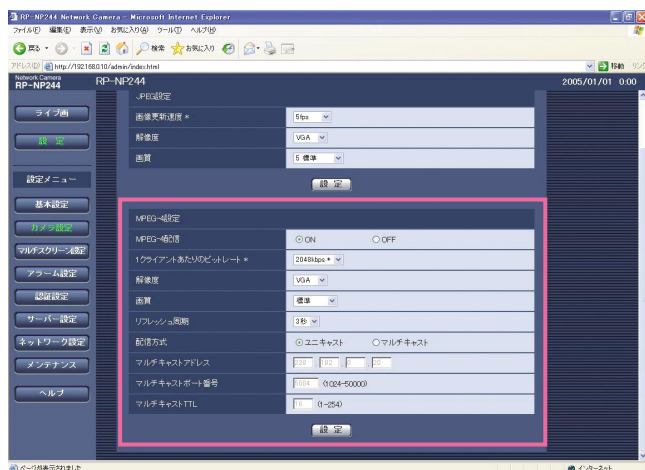 RP-NP244 Network Camera - Microsoft Internet Explorer
ファイル(F) 編集(E) 表示(V) お気に入り(A) ツール(T) ヘルプ(H)
戻る 検索 お気に入り
アドレス(D) http://192.168.0.10/admin/index.html 移動 リンク
Network Camera
RP-NP244
RP-NP244
2005/01/01 0:00
ライブ画
設 定
設定メニュー
基本設定
カメラ設定
マルチスクリーン設定
アラーム設定
認証設定
サーバー設定
ネットワーク設定
メンテナンス
ヘルプ
JPEG設定
画像更新速度 * 5fps
解像度 VGA
画質 5 標準
設 定
MPEG-4設定
MPEG-4配信 ON OFF
1クライアントあたりのビットレート * 2048kbps *
解像度 VGA
画質 標準
リフレッシュ周期 3秒
配信方式 ユニキャスト マルチキャスト
マルチキャストアドレス 192 0 20
マルチキャストポート番号 5004 (1024-50000)
マルチキャストTTL 16 (1-254)
設 定
ページが表示されました インターネット